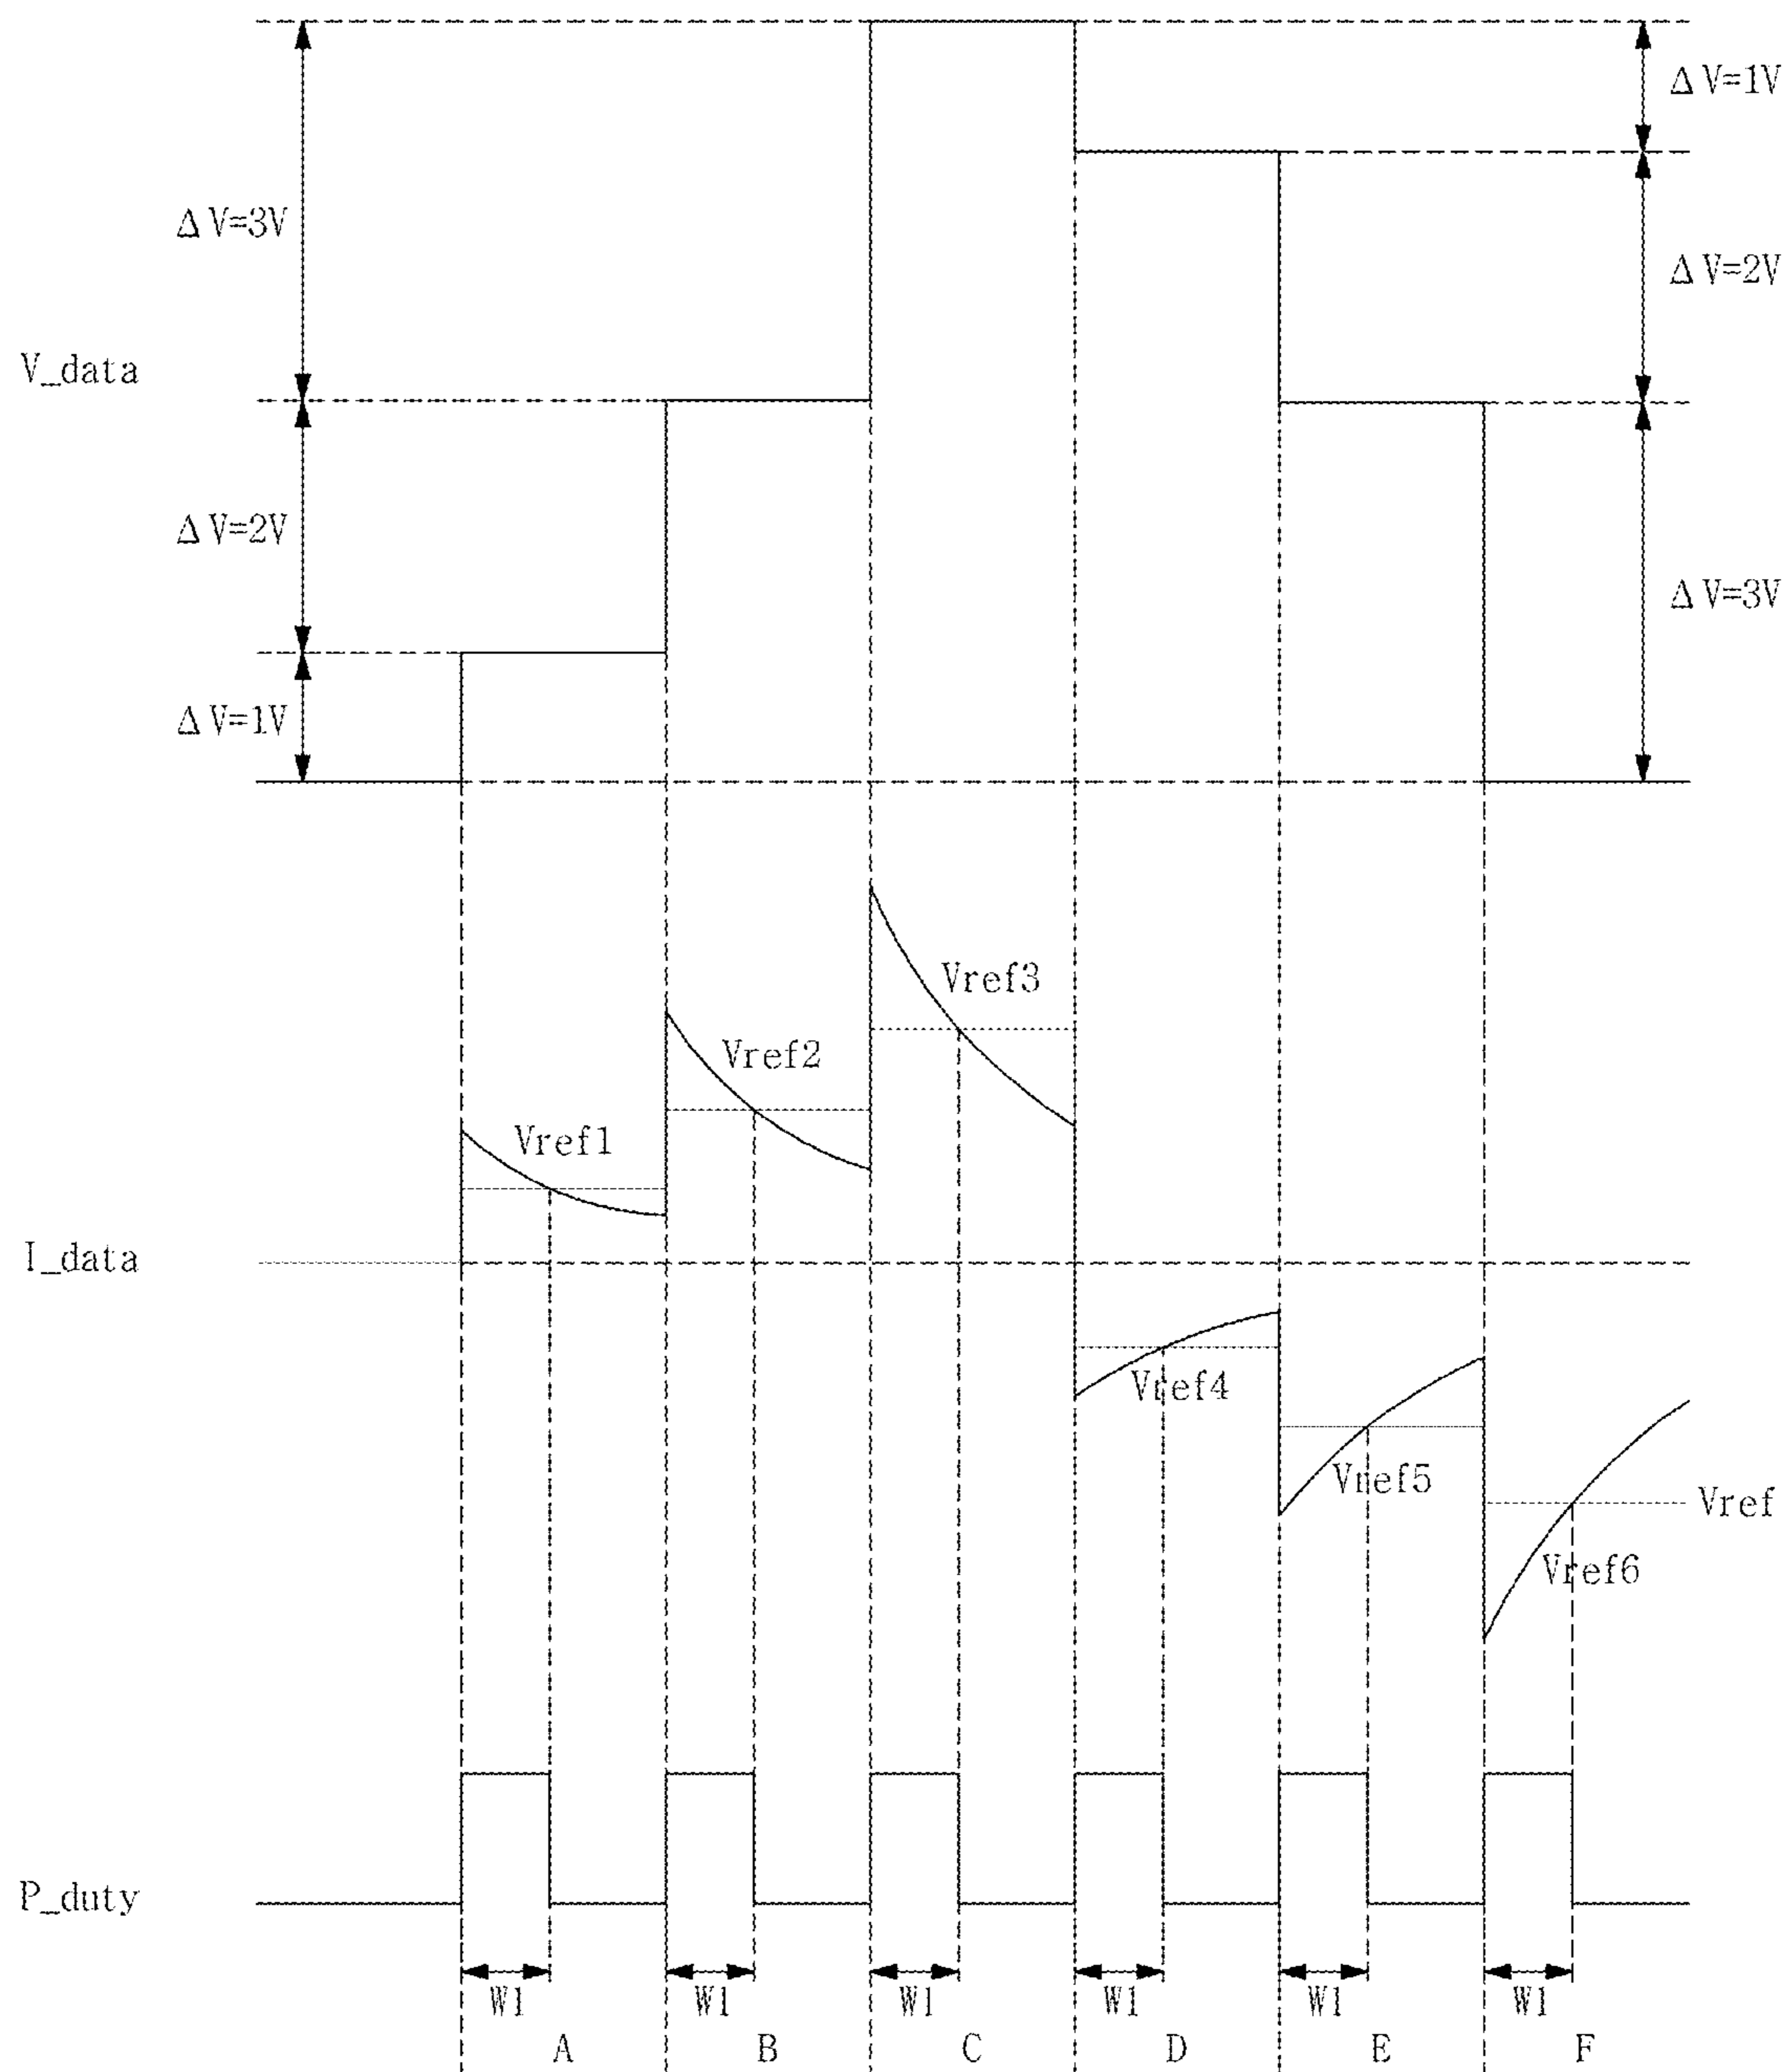 ΔV=1V
ΔV=3V
ΔV=2V
V_data
ΔV=2V
ΔV=3V
ΔV=1V
Vref3
Vref2
Vref1
I_data
Vref4
Vref5
Vref
Vref6
P_duty
W1 W1 W1 W1 W1 W1
A B C D E F